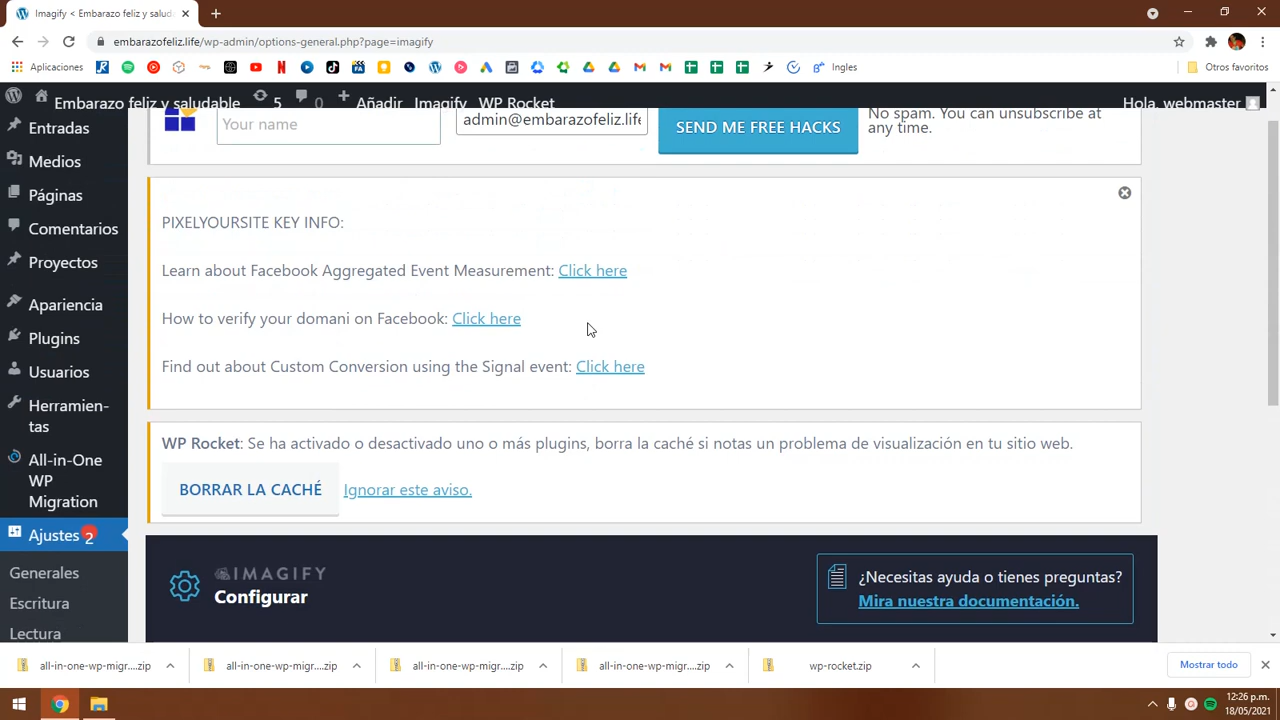 Imagify < Embarazo feliz y salud
embarazofeliz.life/wp-admin/options-general.php?page=imagify
Aplicaciones
Ingles
Otros favoritos
Embarazo feliz y saludable 5 0 Añadir Imagify WP Rocket Hola, webmaster
Entradas
Medios
Páginas
Comentarios
Proyectos
Apariencia
Plugins
Usuarios
Herramien-
tas
All-in-One
WP
Migration
Ajustes 2
Generales
Escritura
Lectura
Your name
admin@embarazofeliz.life
SEND ME FREE HACKS
No spam. You can unsubscribe at
any time.
PIXELYOURSITE KEY INFO:
Learn about Facebook Aggregated Event Measurement: Click here
How to verify your domani on Facebook: Click here
Find out about Custom Conversion using the Signal event: Click here
WP Rocket: Se ha activado o desactivado uno o más plugins, borra la caché si notas un problema de visualización en tu sitio web.
BORRAR LA CACHÉ Ignorar este aviso.
IMAGIFY
Configurar
¿Necesitas ayuda o tienes preguntas?
Mira nuestra documentación.
all-in-one-wp-migr....zip
all-in-one-wp-migr....zip
all-in-one-wp-migr....zip
all-in-one-wp-migr....zip
wp-rocket.zip
Mostrar todo
12:26 p.m.
18/05/2021